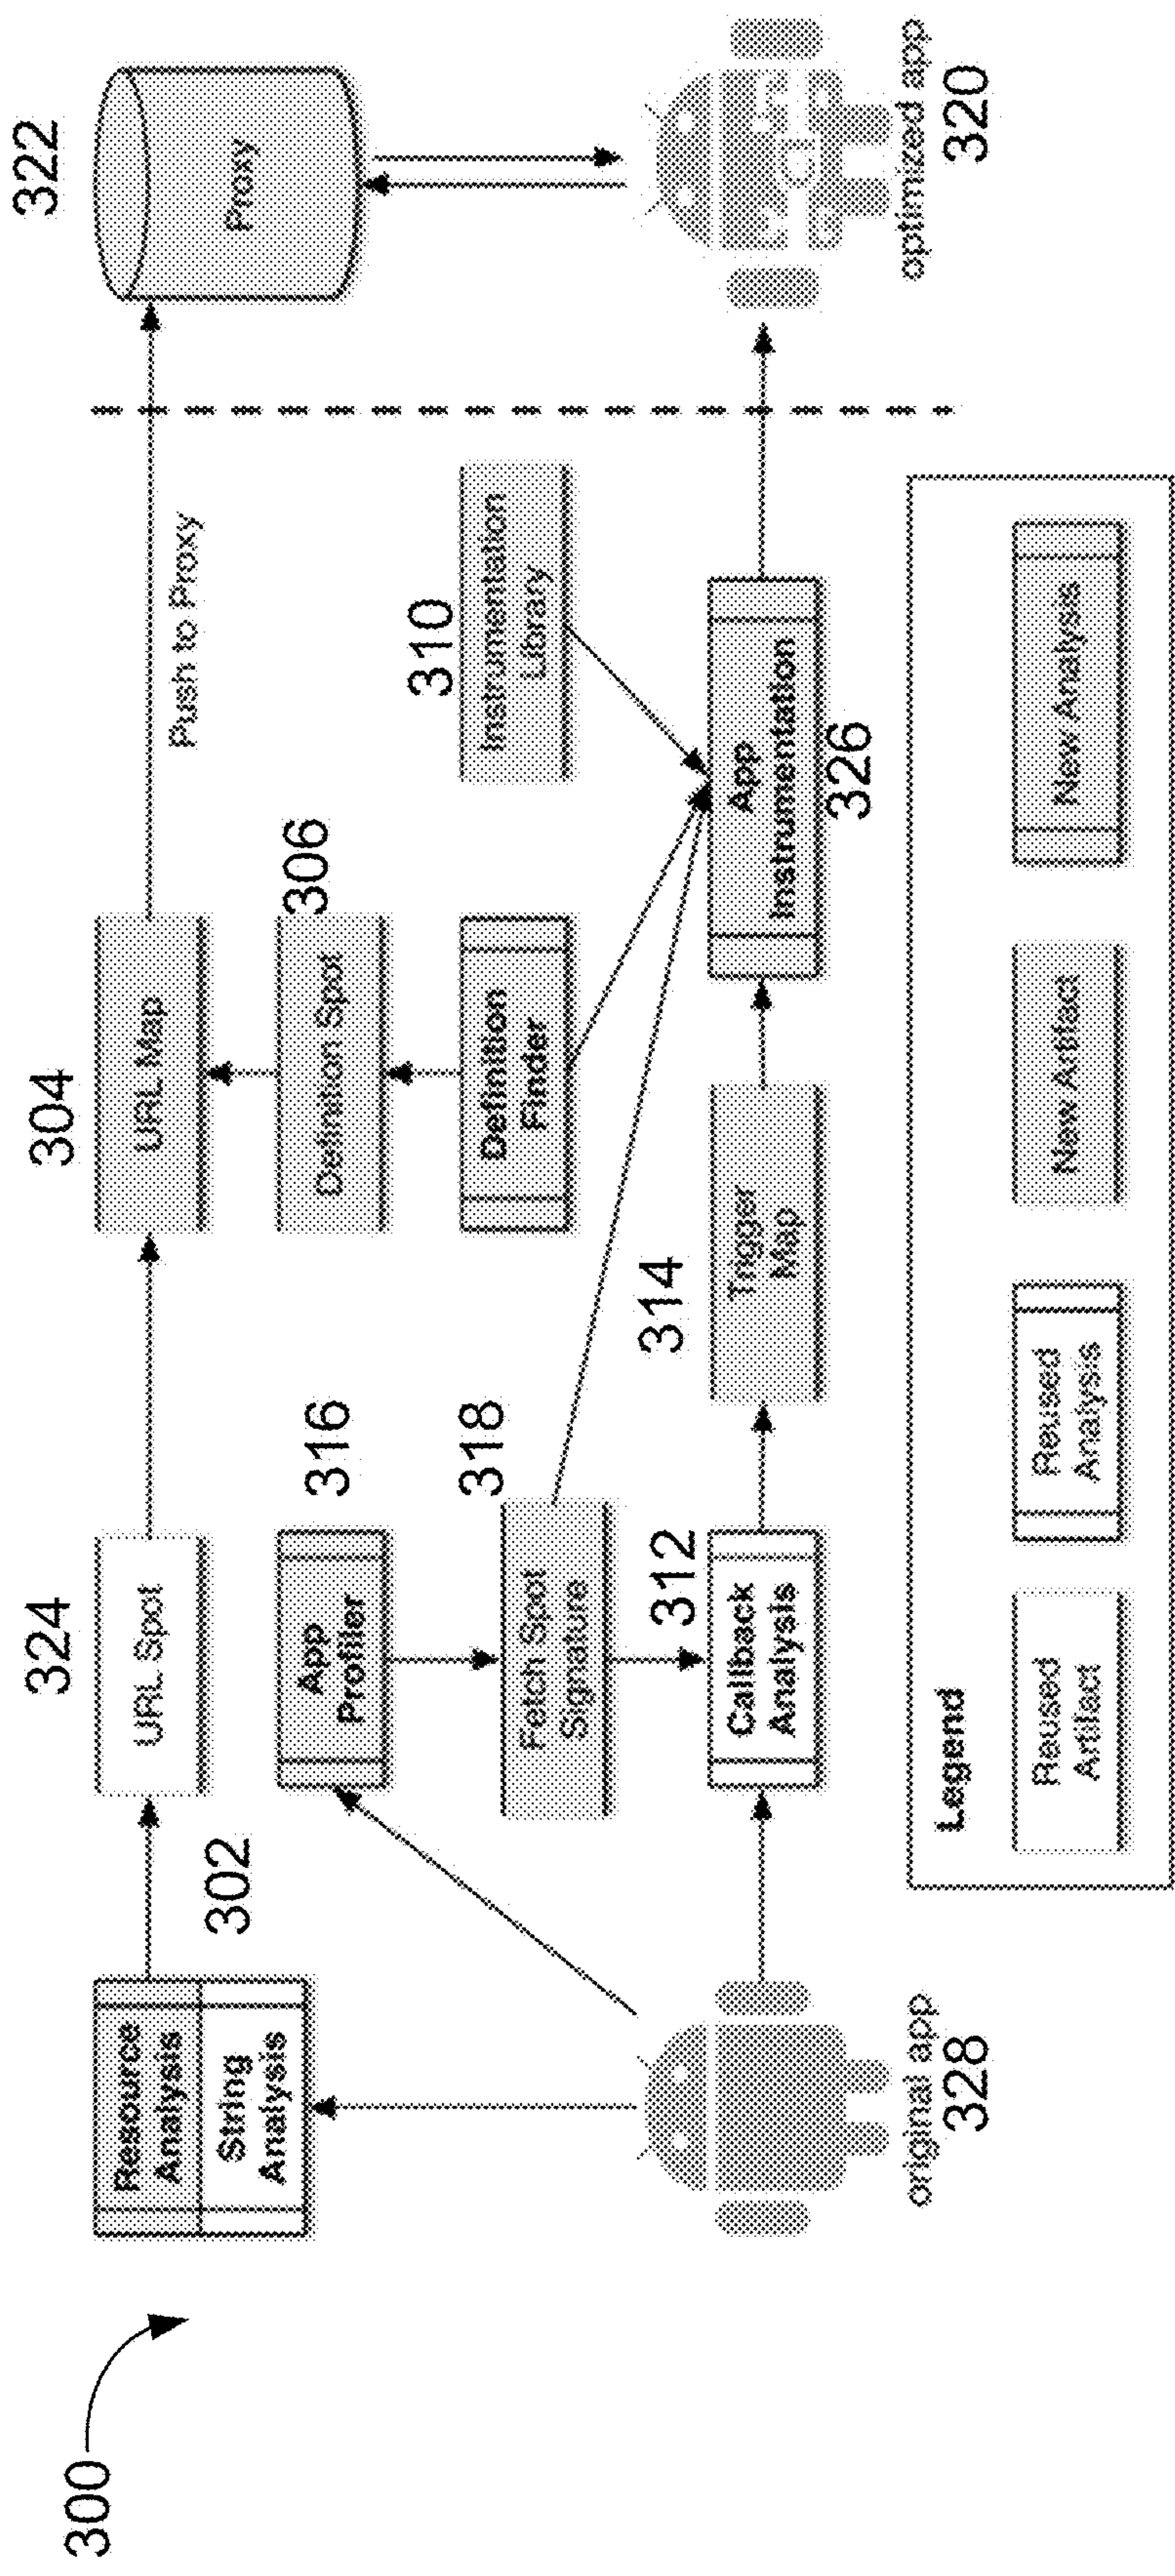 300
302
Resource
Analysis
String
Analysis
original app
328
324
URL Spot
App
Profiler
316
Fetch Spot
Signature
318
Callback
Analysis
312
304
URL Map
Definition Spot
306
Definition
Finder
Trigger
Map
314
Push to Proxy
310
Instrumentation
Library
App
Instrumentation
326
322
Proxy
optimized app
320
Legend
Reused
Artifact
Reused
Analysis
New Artifact
New Analysis